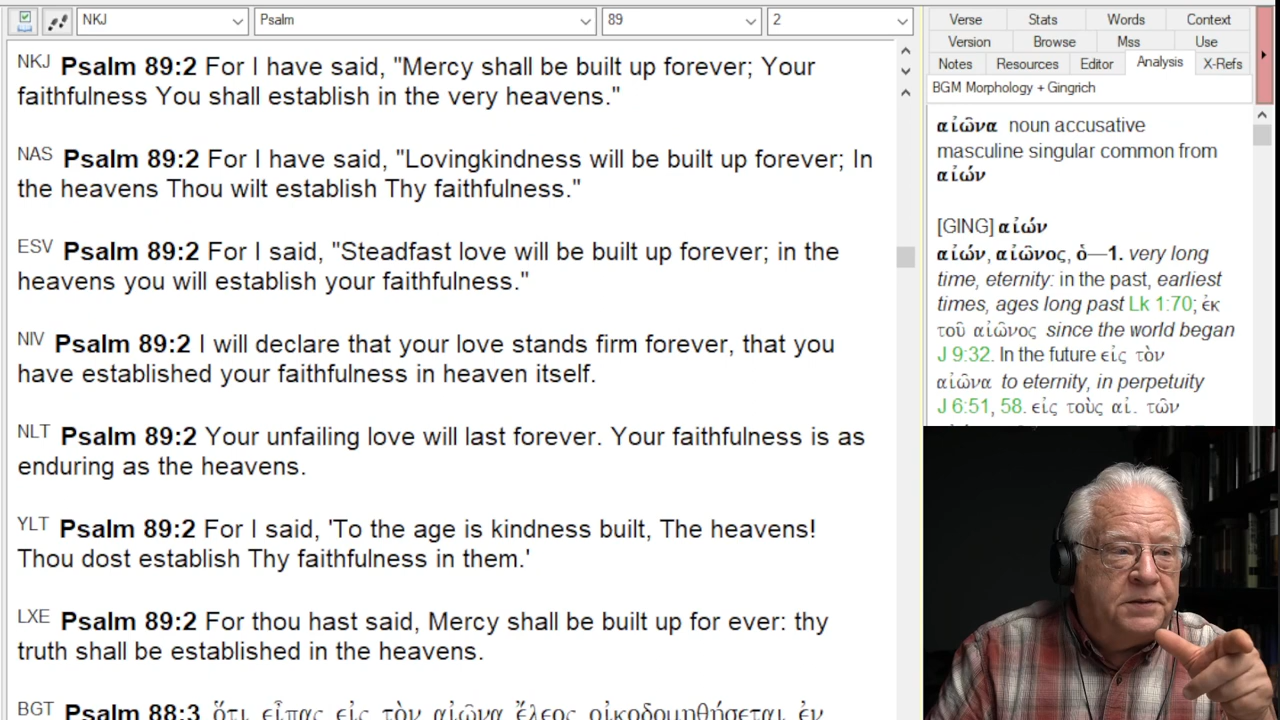 NKJ Psalm 89 2
Verse Stats Words Context
Version Browse Mss Use
Notes Resources Editor Analysis X-Refs
BGM Morphology + Gingrich
NKJ Psalm 89:2 For I have said, "Mercy shall be built up forever; Your
faithfulness You shall establish in the very heavens."
NAS Psalm 89:2 For I have said, "Lovingkindness will be built up forever; In
the heavens Thou wilt establish Thy faithfulness."
ESV Psalm 89:2 For I said, "Steadfast love will be built up forever; in the
heavens you will establish your faithfulness."
NIV Psalm 89:2 I will declare that your love stands firm forever, that you
have established your faithfulness in heaven itself.
NLT Psalm 89:2 Your unfailing love will last forever. Your faithfulness is as
enduring as the heavens.
YLT Psalm 89:2 For I said, 'To the age is kindness built, The heavens!
Thou dost establish Thy faithfulness in them.'
LXE Psalm 89:2 For thou hast said, Mercy shall be built up for ever: thy
truth shall be established in the heavens.
BGT Psalm 88:3 ὅτι εἶπας εἰς τὸν αἰῶνα ἔλεος οἰκοδομηθήσεται ἐν
αἰῶνα noun accusative
masculine singular common from
αἰών
[GING] αἰών
αἰών, αἰῶνος, ὁ—1. very long
time, eternity: in the past, earliest
times, ages long past Lk 1:70; ἐκ
τοῦ αἰῶνος since the world began
J 9:32. In the future εἰς τὸν
αἰῶνα to eternity, in perpetuity
J 6:51, 58. εἰς τοὺς αἰ. τῶν